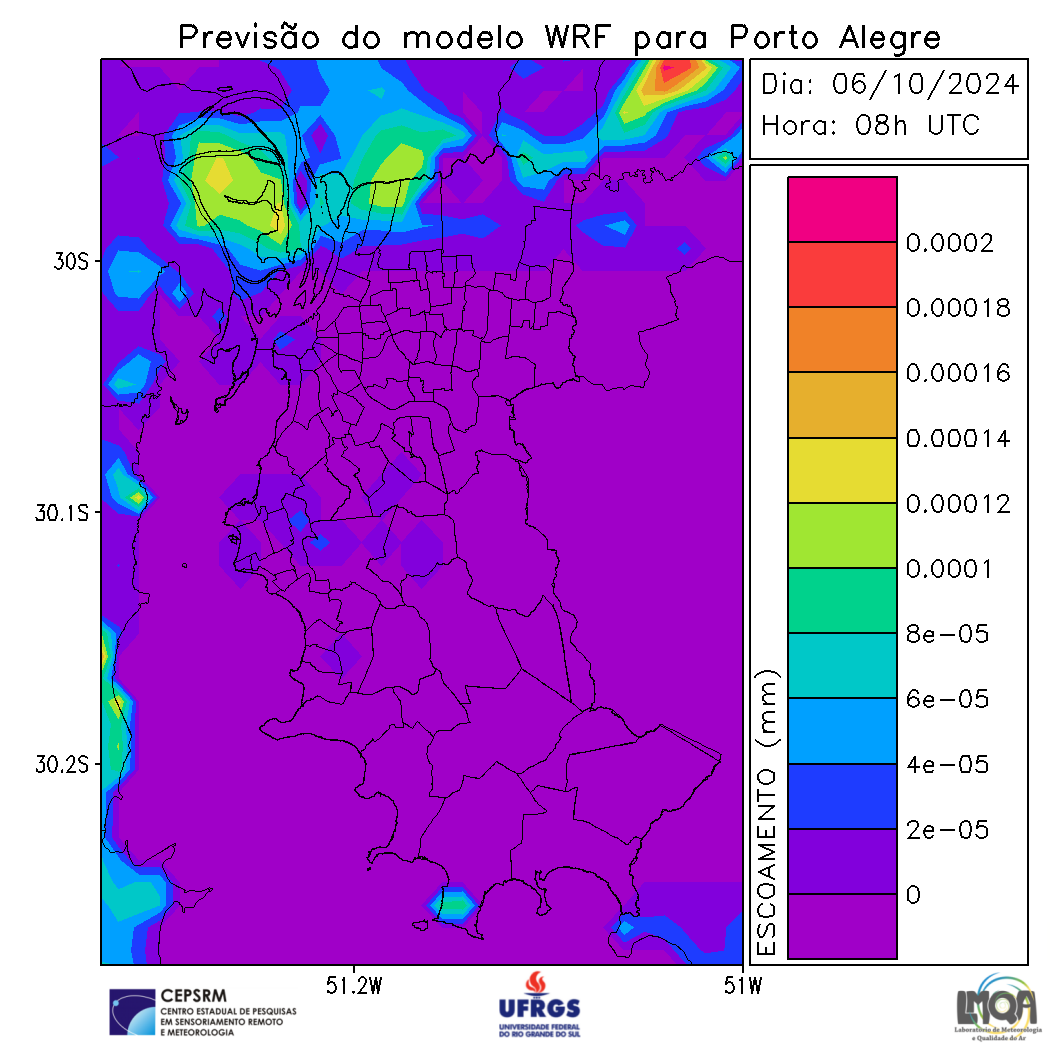 Previsão do modelo WRF para Porto Alegre
Dia: 06/10/2024
Hora: 08h UTC
30S
30.1S
30.2S
51.2W
51W
ESCOAMENTO (mm)
0.0002
0.00018
0.00016
0.00014
0.00012
0.0001
8e-05
6e-05
4e-05
2e-05
0
CEPSRM
CENTRO ESTADUAL DE PESQUISAS
EM SENSORIAMENTO REMOTO
E METEOROLOGIA
UFRGS
UNIVERSIDADE FEDERAL
DO RIO GRANDE DO SUL
LMQA
Laboratório de Meteorologia
e Qualidade do Ar